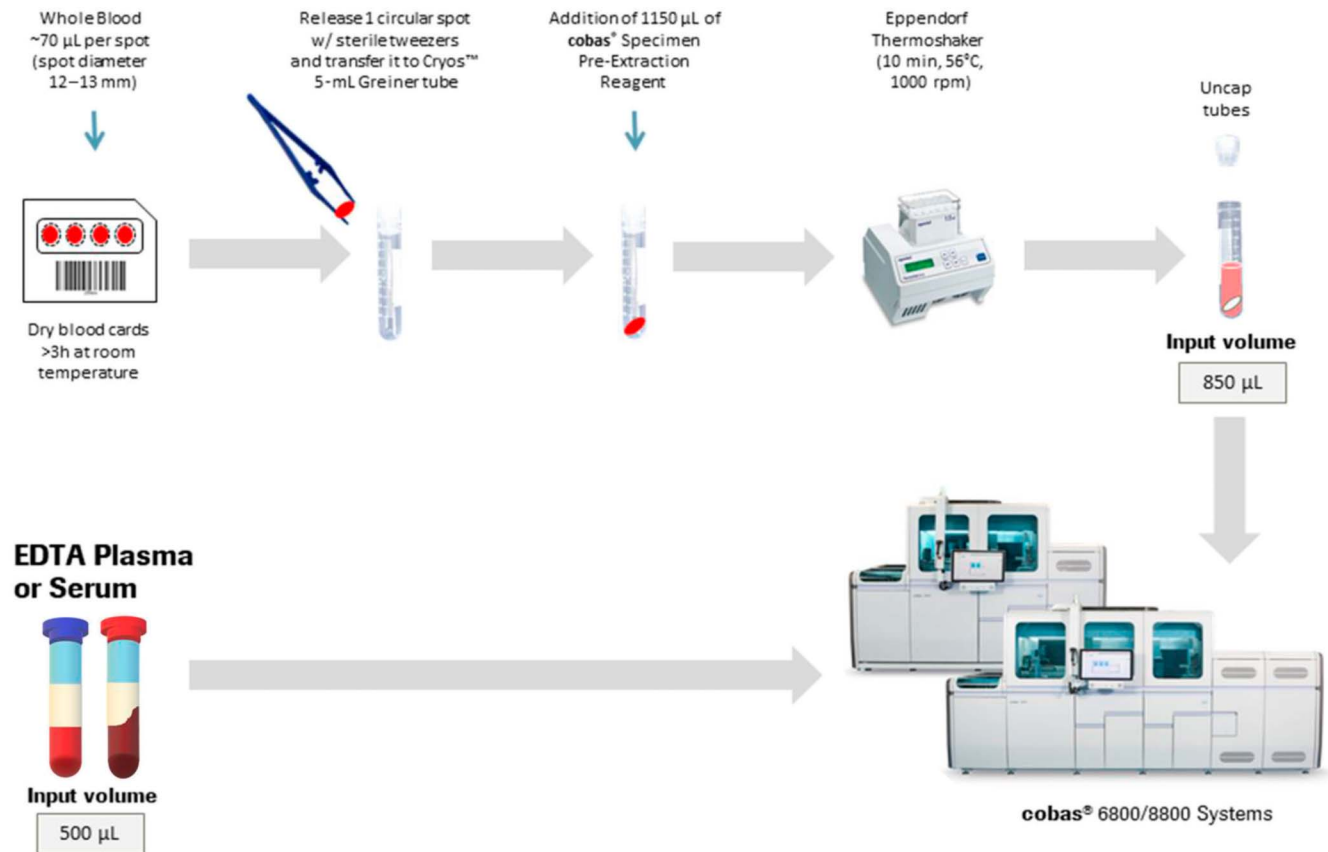 Whole Blood
~70 µL per spot
(spot diameter
12–13 mm)
Release 1 circular spot
w/ sterile tweezers
and transfer it to Cryos™
5-mL Greiner tube
Addition of 1150 µL of
cobas® Specimen
Pre-Extraction
Reagent
Eppendorf
Thermoshaker
(10 min, 56°C,
1000 rpm)
Uncap
tubes
Dry blood cards
>3h at room
temperature
Input volume
850 µL
EDTA Plasma
or Serum
Input volume
500 µL
cobas® 6800/8800 Systems